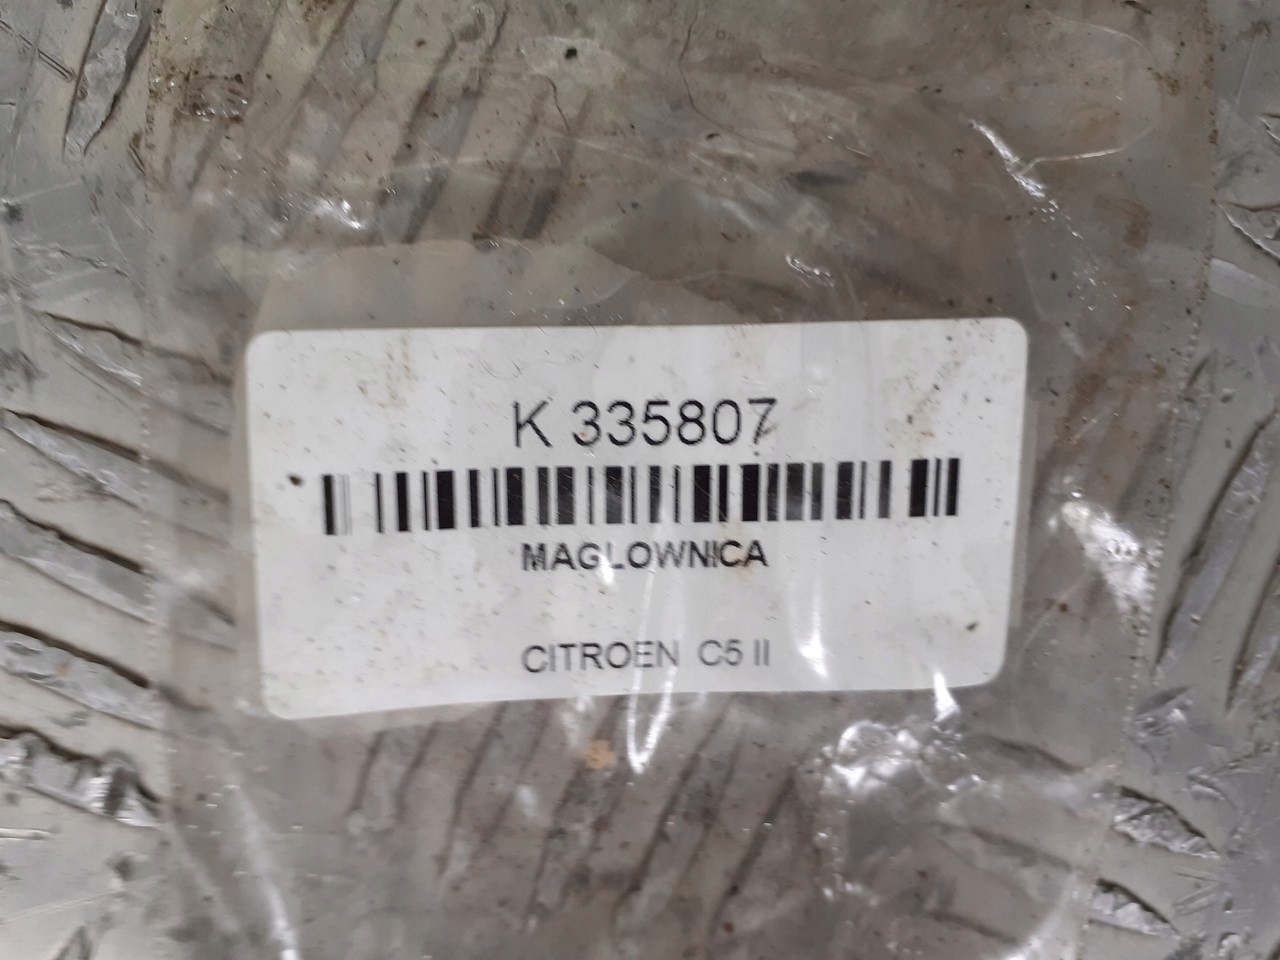 K 335807
MAGLOWNICA
CITROEN C5 II